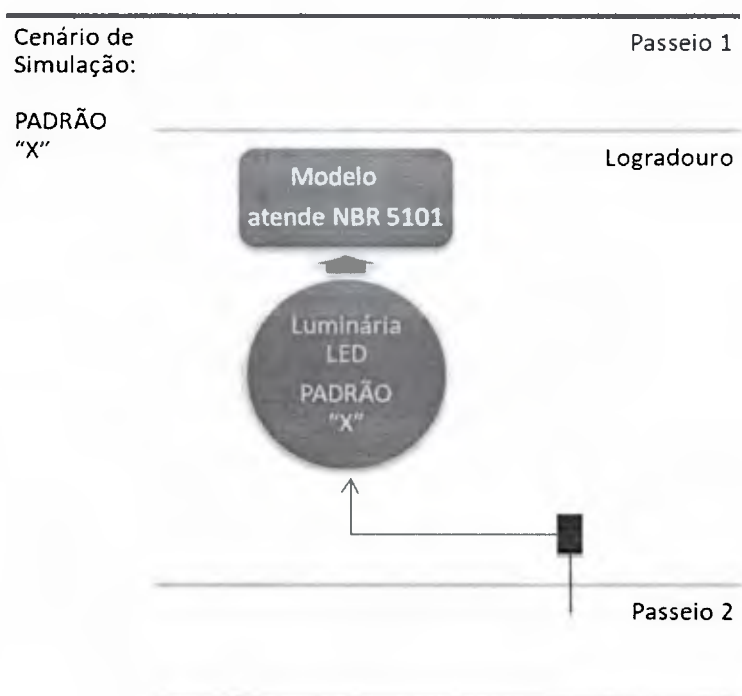 Cenário de
Simulação:
PADRÃO
"X"
Passeio 1
Logradouro
Modelo
atende NBR 5101
Luminária
LED
PADRÃO
"X"
Passeio 2